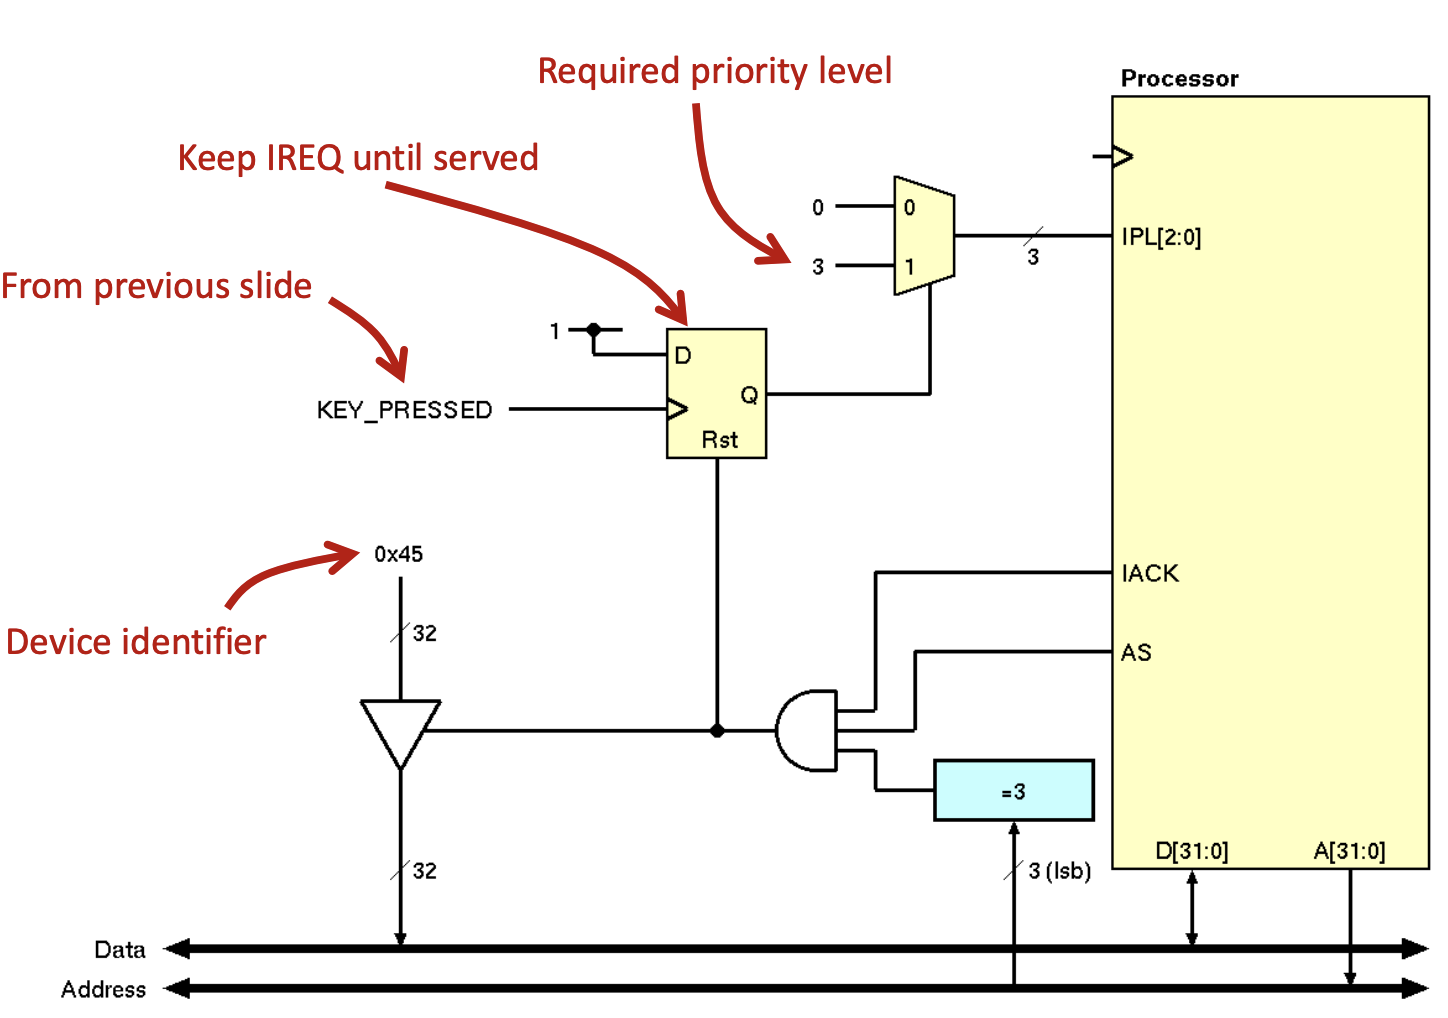 Required priority level
Processor
Keep IREQ until served
0
0
IPL[2:0]
3
3
1
From previous slide
1
D
Q
KEY_PRESSED
Rst
0x45
IACK
Device identifier
32
AS
=3
32
3 (lsb)
D[31:0]
A[31:0]
Data
Address